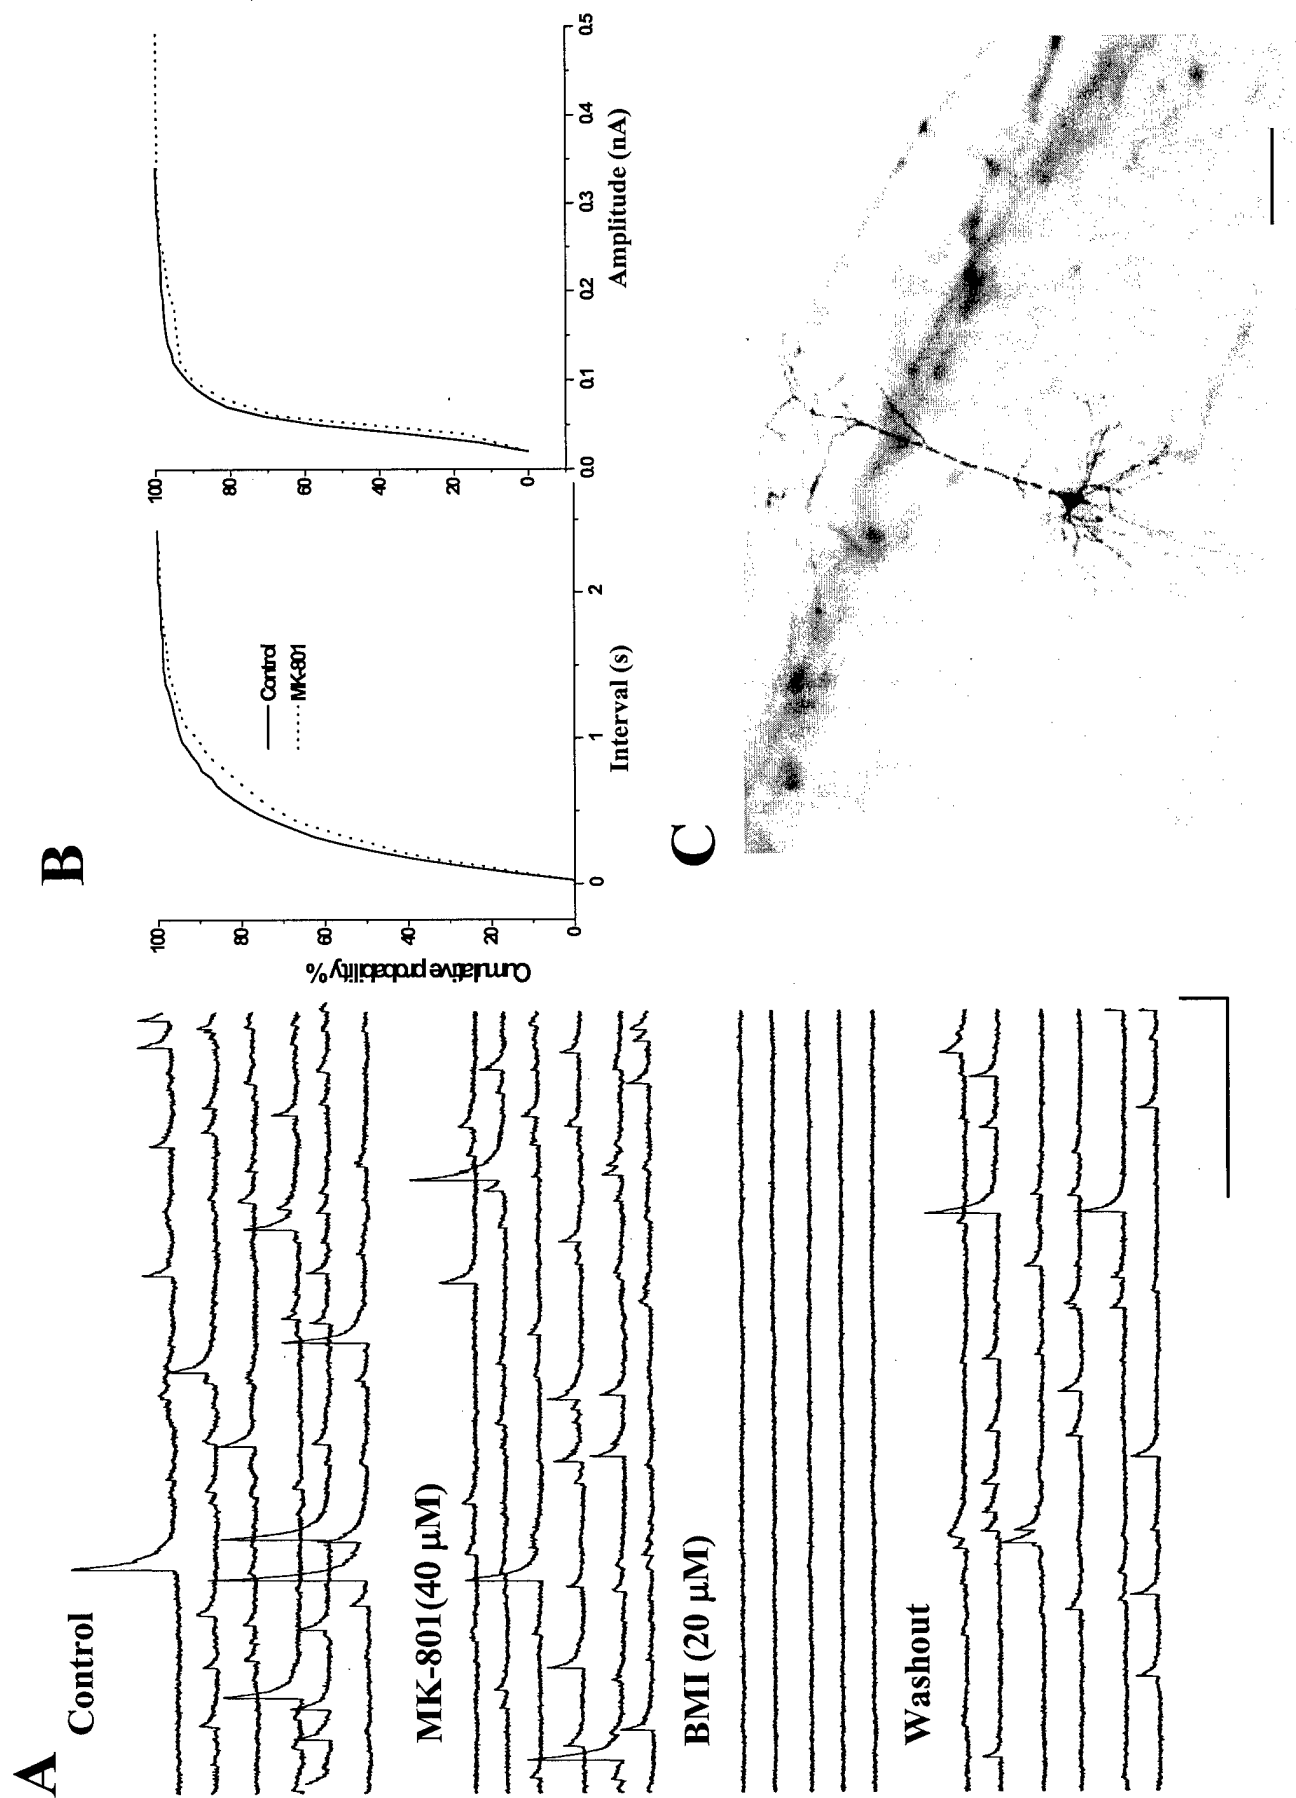 A
Control
MK-801(40 µM)
BMI (20 µM)
Washout
B
Cumulative probability %
100
80
60
40
20
0
0
1
2
Interval (s)
Control
MK-801
100
80
60
40
20
0
0.0
0.1
0.2
0.3
0.4
0.5
Amplitude (nA)
C